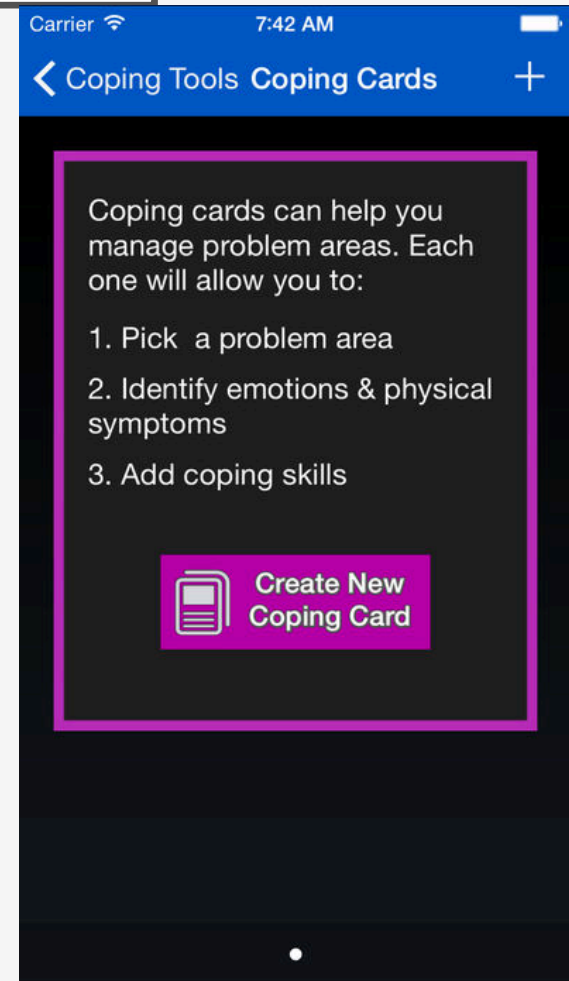 Carrier 7:42 AM
Coping Tools Coping Cards +
Coping cards can help you
manage problem areas. Each
one will allow you to:
1. Pick  a problem area
2. Identify emotions & physical
symptoms
3. Add coping skills
Create New
Coping Card